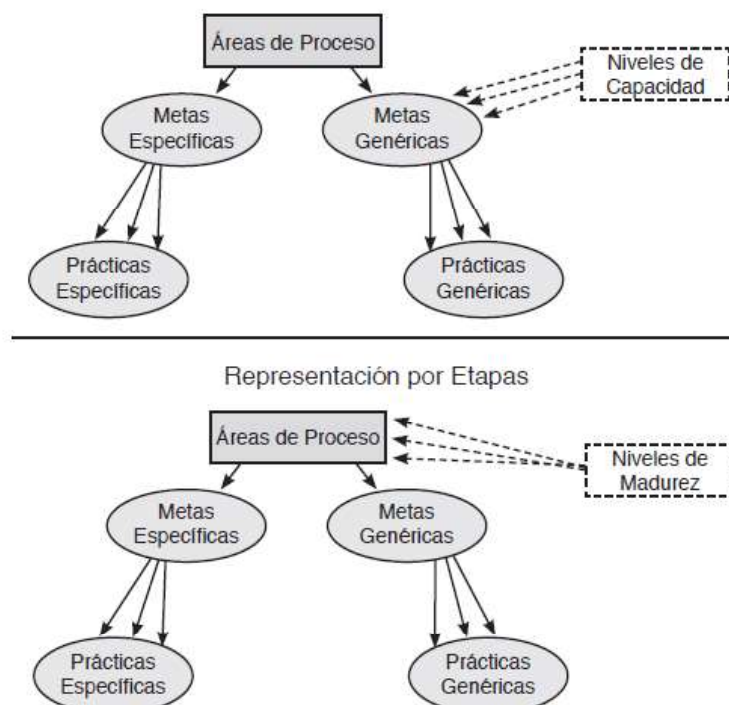 Áreas de Proceso
Niveles de
Capacidad
Metas
Específicas
Metas
Genéricas
Prácticas
Específicas
Prácticas
Genéricas
Representación por Etapas
Áreas de Proceso
Niveles de
Madurez
Metas
Específicas
Metas
Genéricas
Prácticas
Específicas
Prácticas
Genéricas